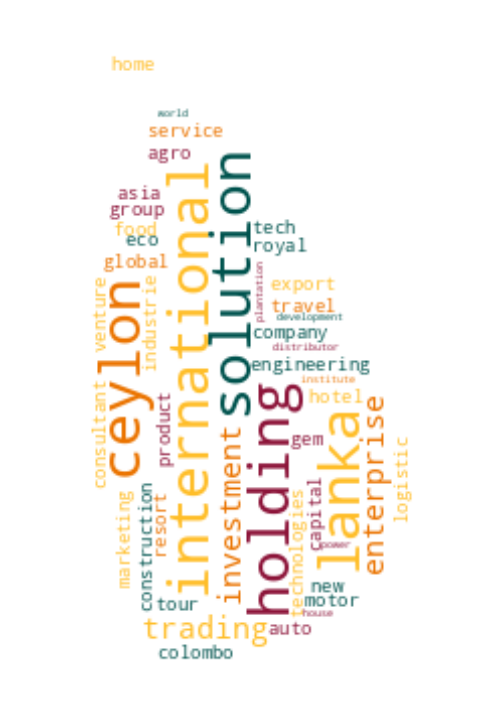 home
world
service
agro
asia
group
food
eco
global
international
solution
tech
royal
plantation
export
travel
development
company
distributor
engineering
institute
hotel
venture
industrie
ceylon
consultant
product
holding
gem
lanka
enterprise
logistic
investment
capital
technologies
power
marketing
construction
resort
tour
new
motor
house
trading
auto
colombo